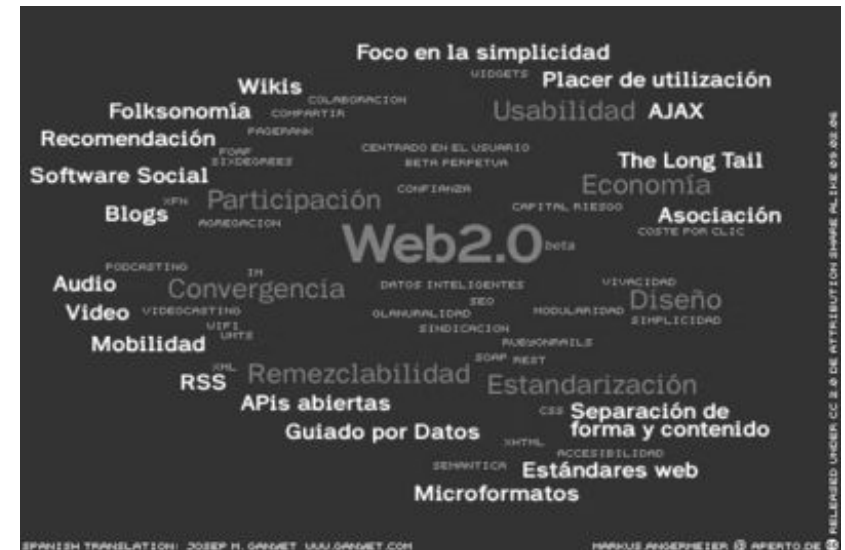 Foco en la simplicidad
WIDGETS
Placer de utilización
Wikis
COLABORACION
Usabilidad
AJAX
Folksonomía
COMPARTIR
PAGERANK
Recomendación
CENTRADO EN EL USUARIO
FOAF
SIXDEGREES
BETA PERPETUA
The Long Tail
Software Social
CONFIANZA
Economía
XFN
Participación
CAPITAL RIESGO
Blogs
Asociación
AGREGACION
COSTE POR CLIC
Web2.0
beta
PODCASTING
IM
Audio
Convergencia
DATOS INTELIGENTES
VIVACIDAD
SEO
Diseño
Video
VIDEOCASTING
GLANURALIDAD
MODULARIDAD
SIMPLICIDAD
WIFI
SINDICACION
Mobilidad
UMTS
RUBYONRAILS
SOAP
REST
XML
RSS
Remezclabilidad
Estandarización
APis abiertas
CSS
Separación de
forma y contenido
Guiado por Datos
XHTML
ACCESIBILIDAD
SEMANTICA
Estándares web
Microformatos
SPANISH TRANSLATION: JOSEP M. GANYET WWW.GANYET.COM
MARKUS ANGERMEIER @ APERTO.DE
RELEASED UNDER CC 2.0 DE ATTRIBUTION SHARE ALIKE 09.02.06